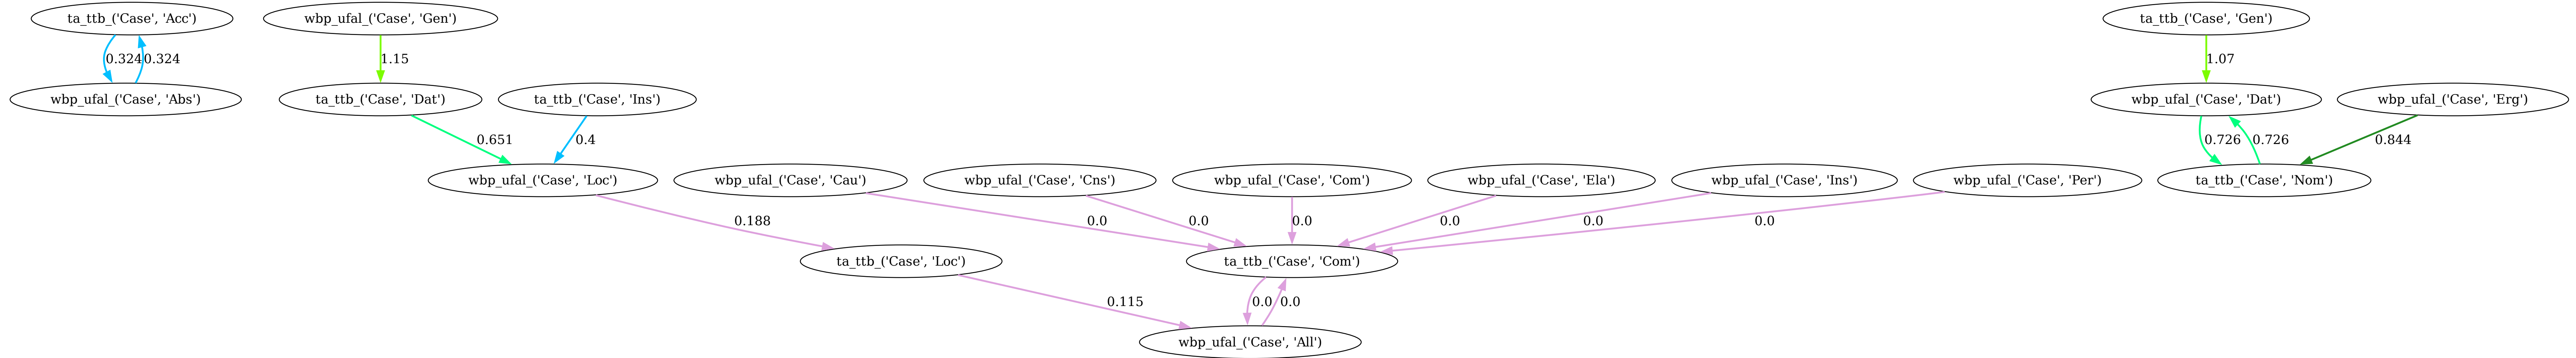 ta_ttb_('Case', 'Acc')
wbp_ufal_('Case', 'Gen')
ta_ttb_('Case', 'Gen')
0.324
0.324
1.15
1.07
wbp_ufal_('Case', 'Abs')
ta_ttb_('Case', 'Dat')
ta_ttb_('Case', 'Ins')
wbp_ufal_('Case', 'Dat')
wbp_ufal_('Case', 'Erg')
0.651
0.4
0.726
0.726
0.844
wbp_ufal_('Case', 'Loc')
wbp_ufal_('Case', 'Cau')
wbp_ufal_('Case', 'Cns')
wbp_ufal_('Case', 'Com')
wbp_ufal_('Case', 'Ela')
wbp_ufal_('Case', 'Ins')
wbp_ufal_('Case', 'Per')
ta_ttb_('Case', 'Nom')
0.188
0.0
0.0
0.0
0.0
0.0
0.0
ta_ttb_('Case', 'Loc')
ta_ttb_('Case', 'Com')
0.115
0.0
0.0
wbp_ufal_('Case', 'All')